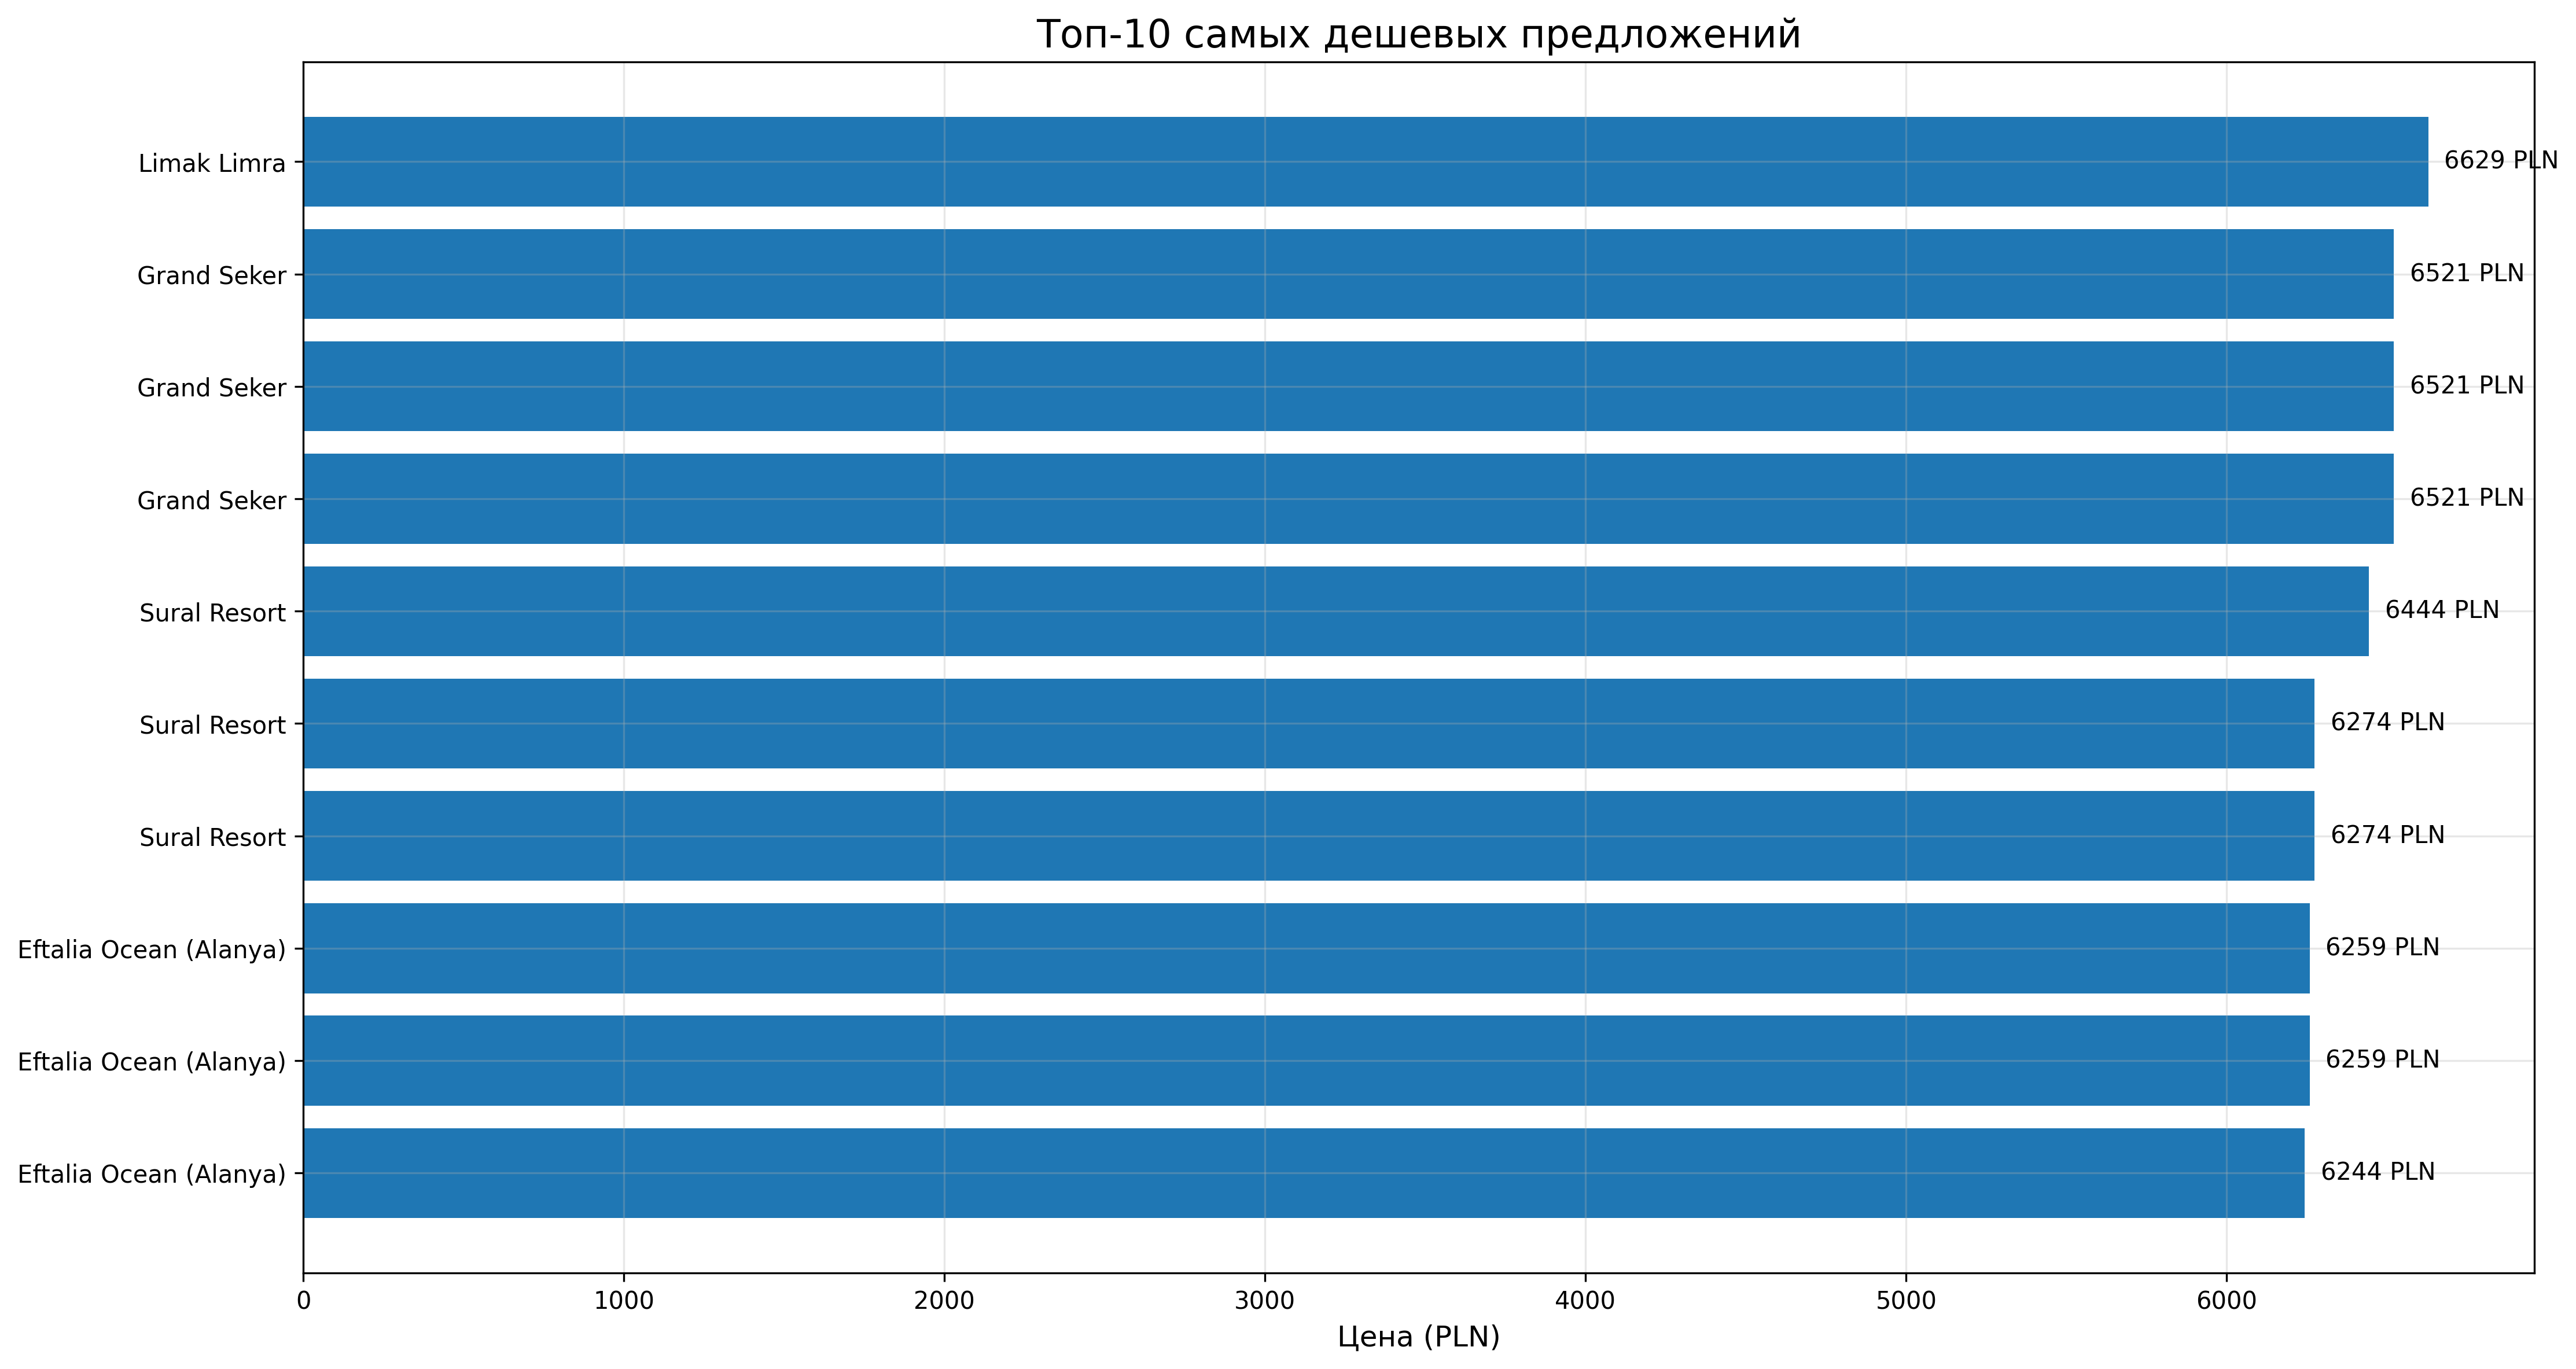 Топ-10 самых дешевых предложений
Limak Limra 6629 PLN
Grand Seker 6521 PLN
Grand Seker 6521 PLN
Grand Seker 6521 PLN
Sural Resort 6444 PLN
Sural Resort 6274 PLN
Sural Resort 6274 PLN
Eftalia Ocean (Alanya) 6259 PLN
Eftalia Ocean (Alanya) 6259 PLN
Eftalia Ocean (Alanya) 6244 PLN
0 1000 2000 3000 4000 5000 6000
Цена (PLN)